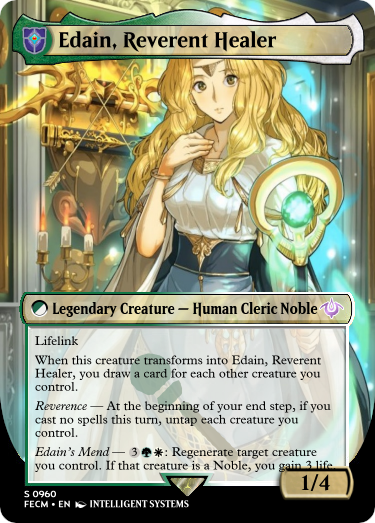 Edain, Reverent Healer
Legendary Creature — Human Cleric Noble
Lifelink
When this creature transforms into Edain, Reverent
Healer, you draw a card for each other creature you
control.
Reverence — At the beginning of your end step, if you
cast no spells this turn, untap each creature you
control.
Edain's Mend — 3 : Regenerate target creature
you control. If that creature is a Noble, you gain 3 life.
1/4
S 0960
FECM • EN INTELLIGENT SYSTEMS